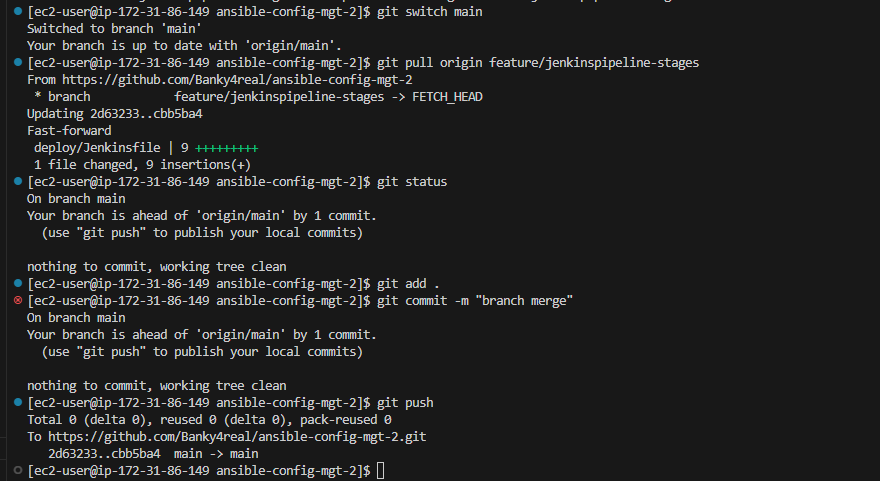 [ec2-user@ip-172-31-86-149 ansible-config-mgt-2]$ git switch main
Switched to branch 'main'
Your branch is up to date with 'origin/main'.
[ec2-user@ip-172-31-86-149 ansible-config-mgt-2]$ git pull origin feature/jenkinspipeline-stages
From https://github.com/Banky4real/ansible-config-mgt-2
 * branch            feature/jenkinspipeline-stages -> FETCH_HEAD
Updating 2d63233..cbb5ba4
Fast-forward
 deploy/Jenkinsfile | 9 +++++++++
 1 file changed, 9 insertions(+)
[ec2-user@ip-172-31-86-149 ansible-config-mgt-2]$ git status
On branch main
Your branch is ahead of 'origin/main' by 1 commit.
  (use "git push" to publish your local commits)

nothing to commit, working tree clean
[ec2-user@ip-172-31-86-149 ansible-config-mgt-2]$ git add .
[ec2-user@ip-172-31-86-149 ansible-config-mgt-2]$ git commit -m "branch merge"
On branch main
Your branch is ahead of 'origin/main' by 1 commit.
  (use "git push" to publish your local commits)

nothing to commit, working tree clean
[ec2-user@ip-172-31-86-149 ansible-config-mgt-2]$ git push
Total 0 (delta 0), reused 0 (delta 0), pack-reused 0
To https://github.com/Banky4real/ansible-config-mgt-2.git
   2d63233..cbb5ba4  main -> main
[ec2-user@ip-172-31-86-149 ansible-config-mgt-2]$